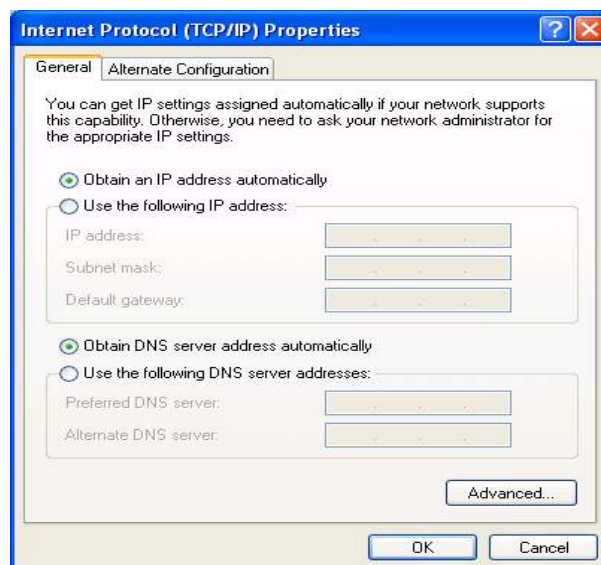 Internet Protocol (TCP/IP) Properties
General
Alternate Configuration
You can get IP settings assigned automatically if your network supports
this capability. Otherwise, you need to ask your network administrator for
the appropriate IP settings.
Obtain an IP address automatically
Use the following IP address:
IP address:
Subnet mask:
Default gateway:
Obtain DNS server address automatically
Use the following DNS server addresses:
Preferred DNS server:
Alternate DNS server:
Advanced...
OK
Cancel